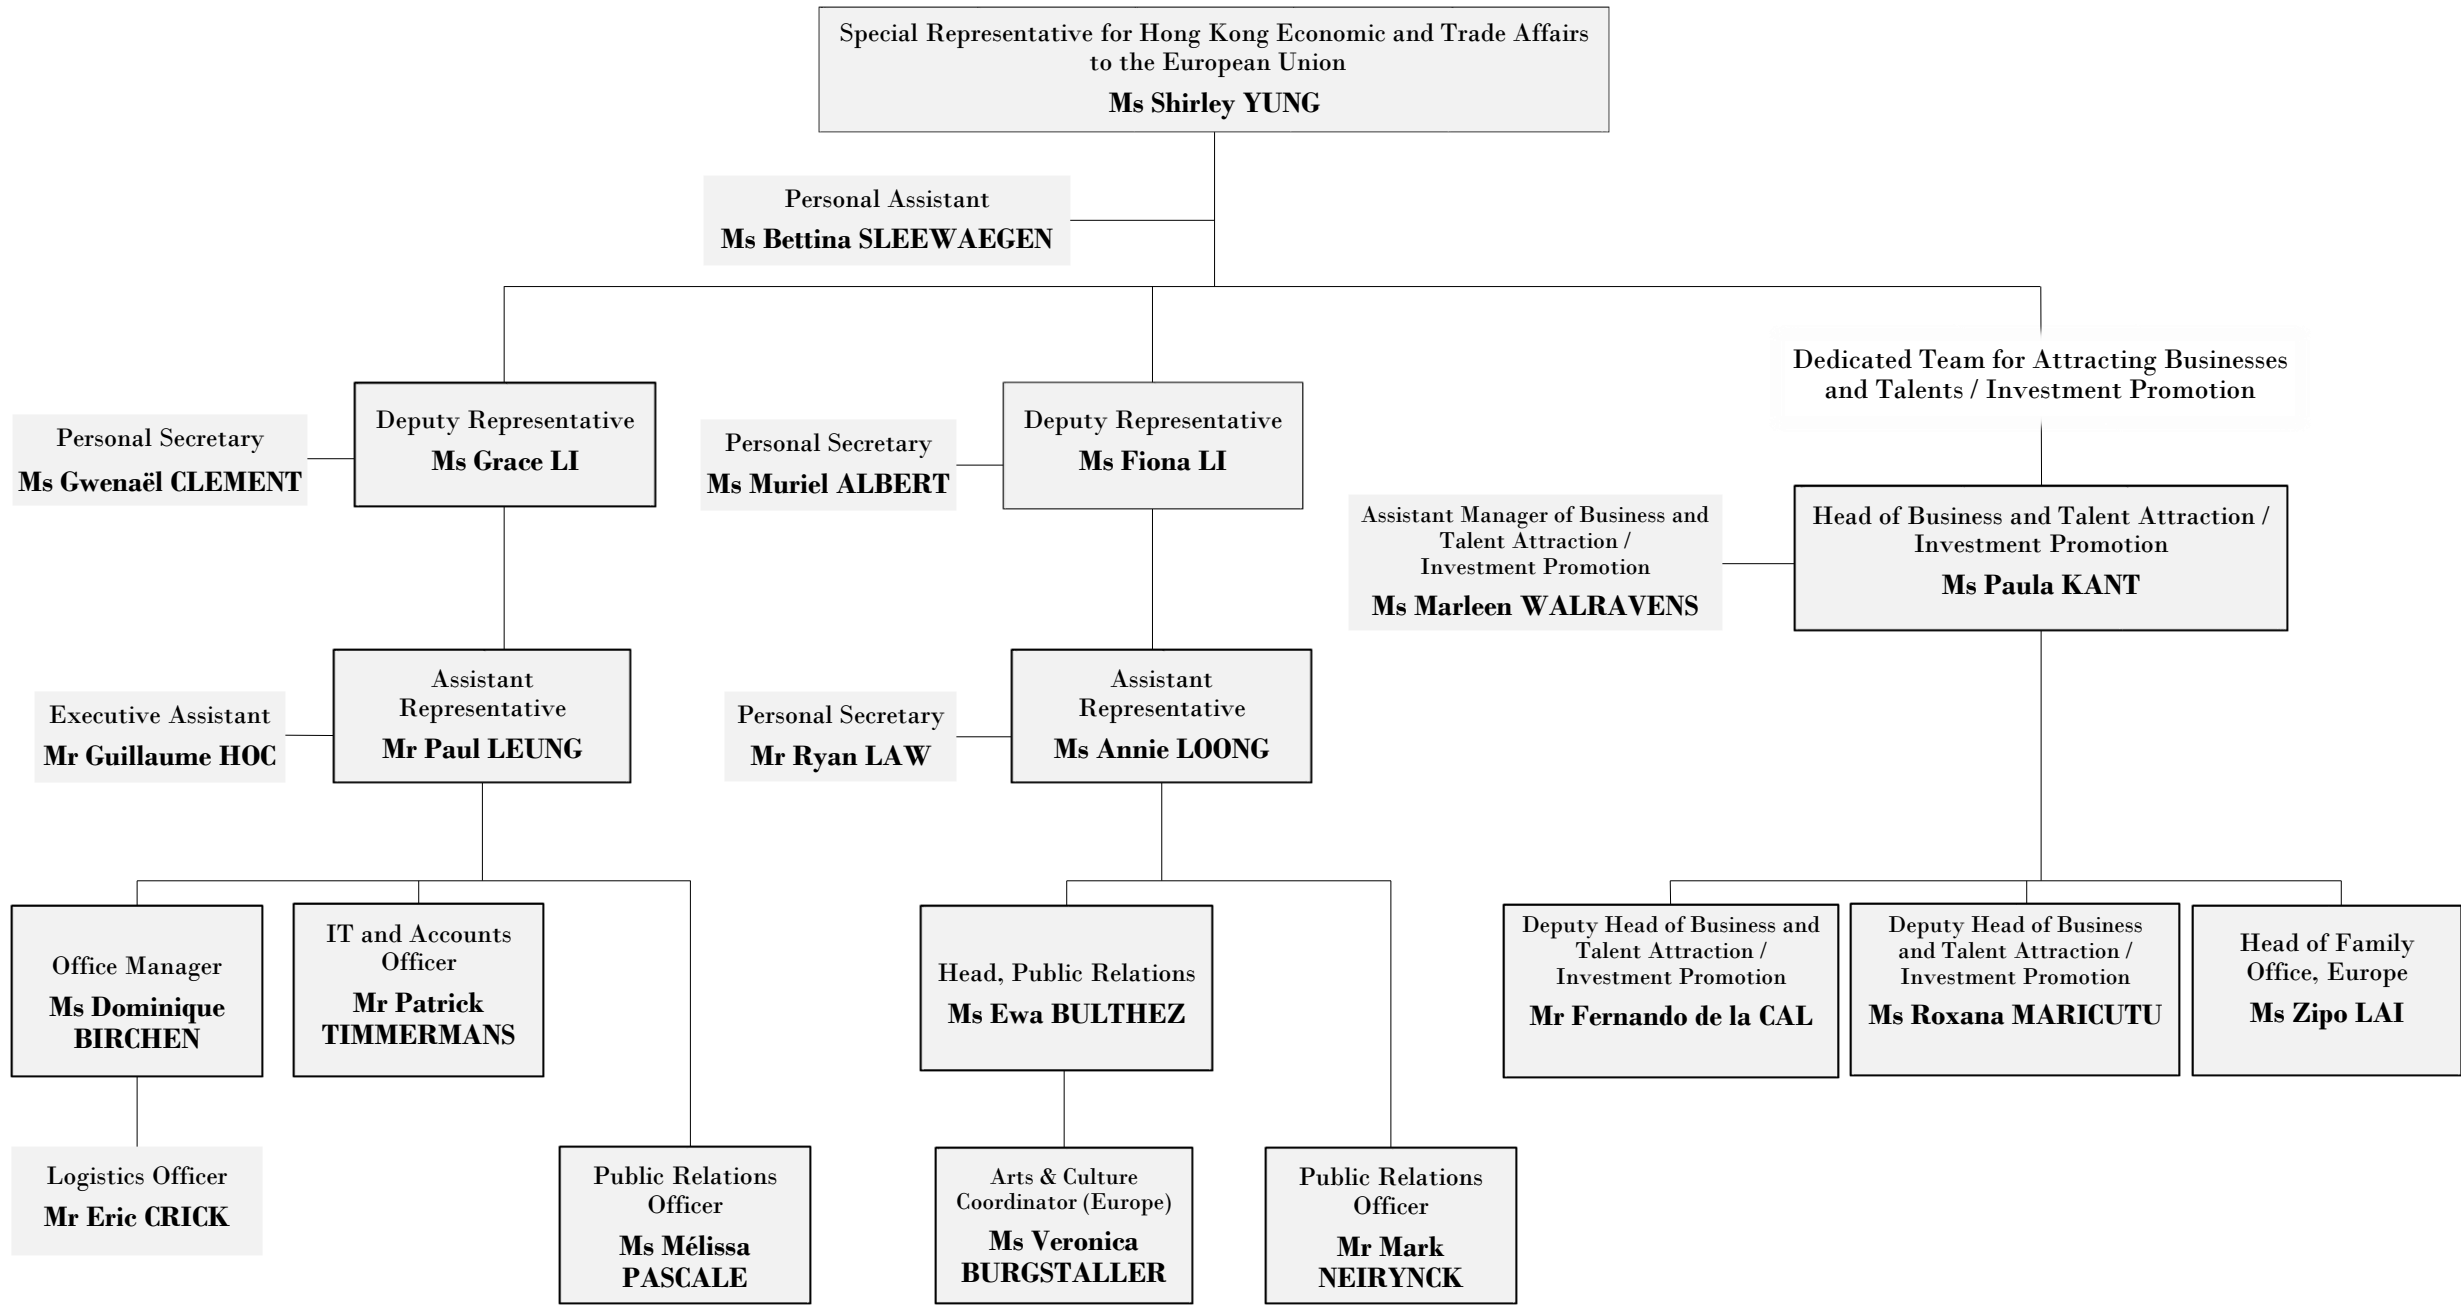 Special Representative for Hong Kong Economic and Trade Affairs
to the European Union
Ms Shirley YUNG
Personal Assistant
Ms Bettina SLEEWAEGEN
Dedicated Team for Attracting Businesses
and Talents / Investment Promotion
Personal Secretary
Ms Gwenaël CLEMENT
Deputy Representative
Ms Grace LI
Personal Secretary
Ms Muriel ALBERT
Deputy Representative
Ms Fiona LI
Assistant Manager of Business and
Talent Attraction /
Investment Promotion
Ms Marleen WALRAVENS
Head of Business and Talent Attraction /
Investment Promotion
Ms Paula KANT
Executive Assistant
Mr Guillaume HOC
Assistant
Representative
Mr Paul LEUNG
Personal Secretary
Mr Ryan LAW
Assistant
Representative
Ms Annie LOONG
Office Manager
Ms Dominique
BIRCHEN
IT and Accounts
Officer
Mr Patrick
TIMMERMANS
Head, Public Relations
Ms Ewa BULTHEZ
Deputy Head of Business and
Talent Attraction /
Investment Promotion
Mr Fernando de la CAL
Deputy Head of Business
and Talent Attraction /
Investment Promotion
Ms Roxana MARICUTU
Head of Family
Office, Europe
Ms Zipo LAI
Logistics Officer
Mr Eric CRICK
Public Relations
Officer
Ms Mélissa
PASCALE
Arts & Culture
Coordinator (Europe)
Ms Veronica
BURGSTALLER
Public Relations
Officer
Mr Mark
NEIRYNCK